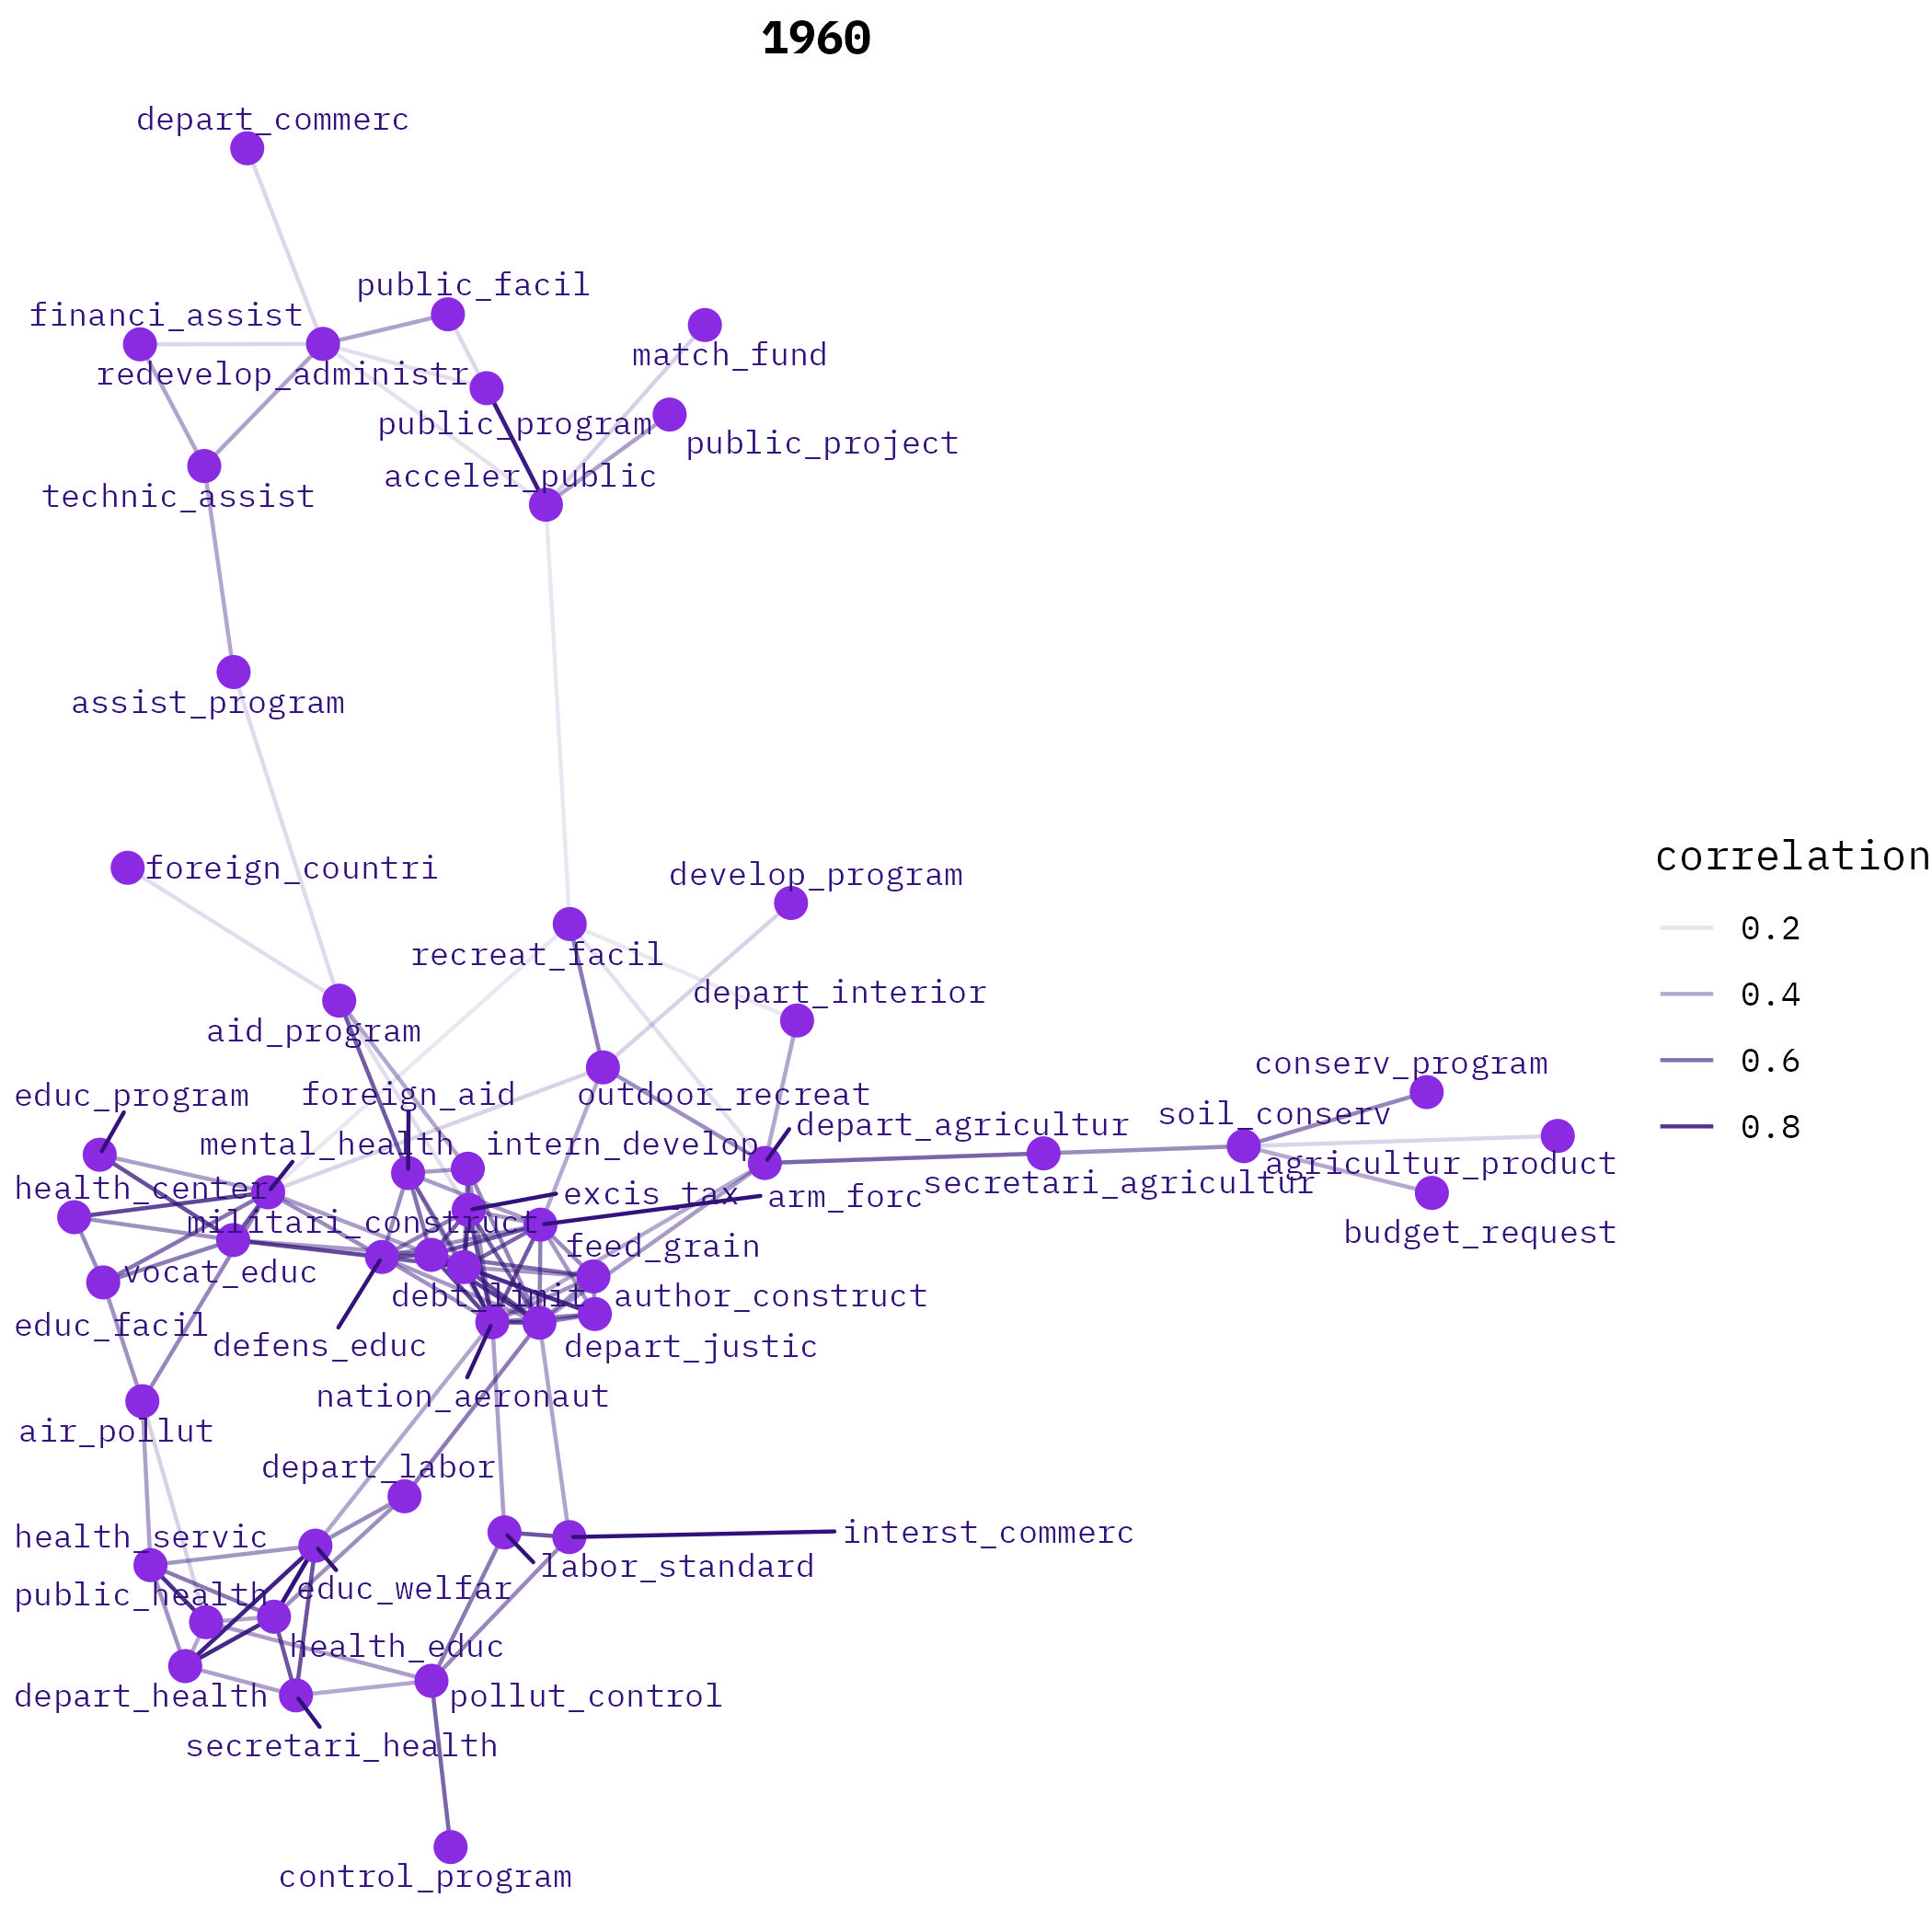 1960
depart_commerc
public_facil
financi_assist
match_fund
redevelop_administr
public_program
public_project
acceler_public
technic_assist
assist_program
correlation
foreign_countri
develop_program
0.2
recreat_facil
depart_interior
0.4
aid_program
0.6
conserv_program
educ_program
foreign_aid
outdoor_recreat
soil_conserv
depart_agricultur
0.8
mental_health
intern_develop
agricultur_product
secretari_agricultur
health_center
excis_tax
arm_forc
militari_construct
budget_request
feed_grain
vocat_educ
debt_limit
author_construct
educ_facil
defens_educ
depart_justic
nation_aeronaut
air_pollut
depart_labor
health_servic
interst_commerc
labor_standard
public_health
educ_welfar
health_educ
depart_health
pollut_control
secretari_health
control_program